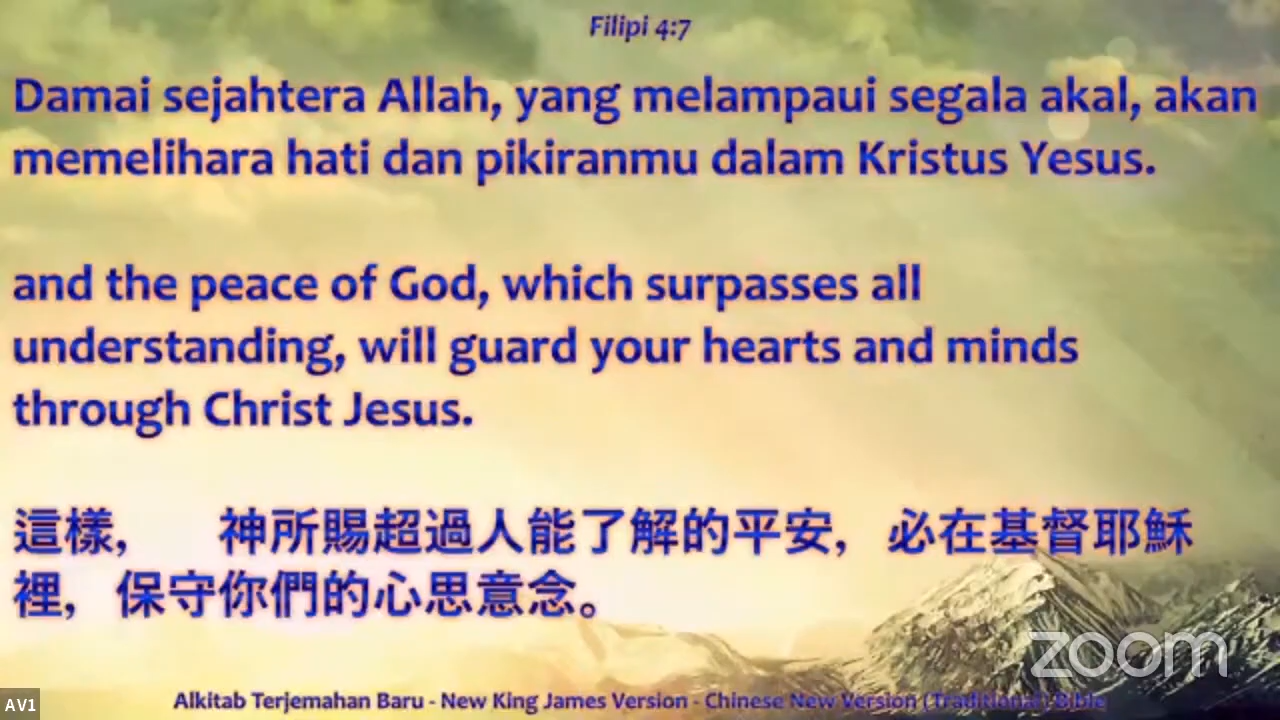 Filipi 4:7
Damai sejahtera Allah, yang melampaui segala akal, akan
memelihara hati dan pikiranmu dalam Kristus Yesus.
and the peace of God, which surpasses all
understanding, will guard your hearts and minds
through Christ Jesus.
這樣，　神所賜超過人能了解的平安，必在基督耶穌
裡，保守你們的心思意念。
zoom
Alkitab Terjemahan Baru - New King James Version - Chinese New Version (Traditional) Bible
AV1